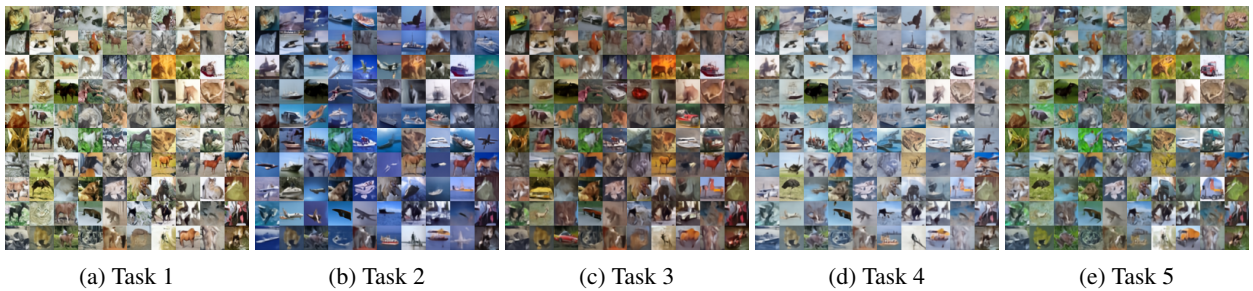 (a) Task 1
(b) Task 2
(c) Task 3
(d) Task 4
(e) Task 5